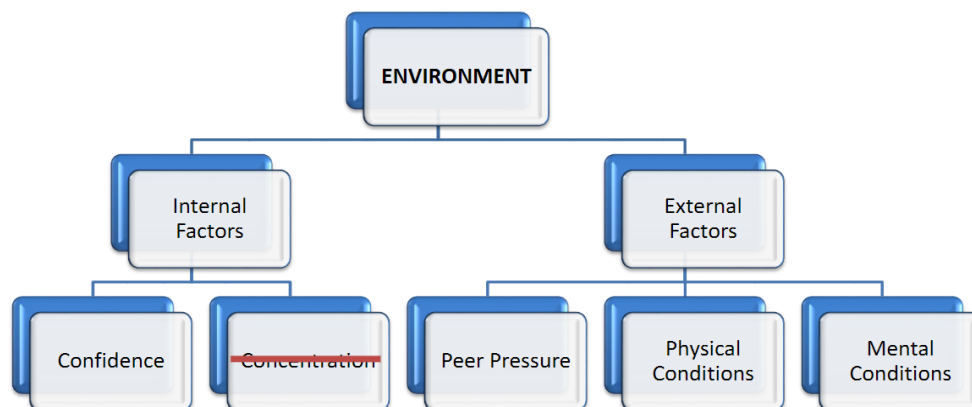 ENVIRONMENT
Internal
Factors
External
Factors
Confidence
Concentration
Peer Pressure
Physical
Conditions
Mental
Conditions